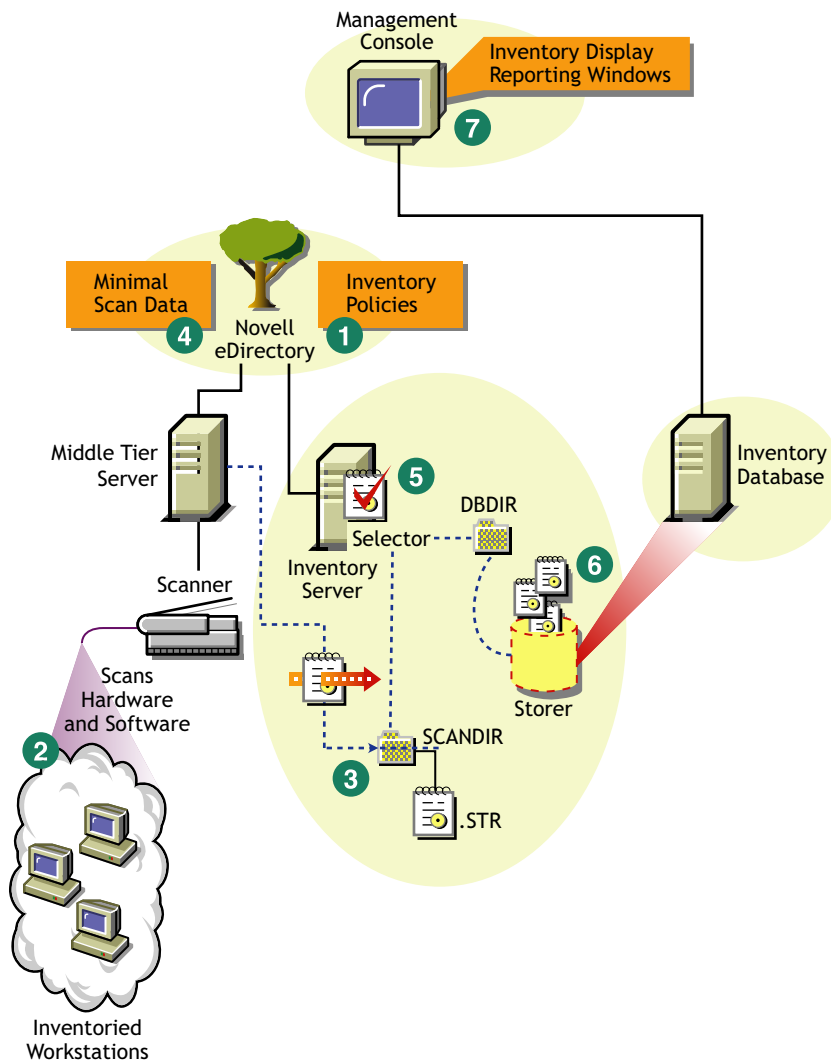 Management
Console
Inventory Display
Reporting Windows
7
Minimal
Scan Data
4
Inventory
Policies
1
Novell
eDirectory
Middle Tier
Server
5
Selector
Inventory
Server
DBDIR
6
Storer
Inventory
Database
Scanner
Scans
Hardware
and Software
2
SCANDIR
3
.STR
Inventoried
Workstations